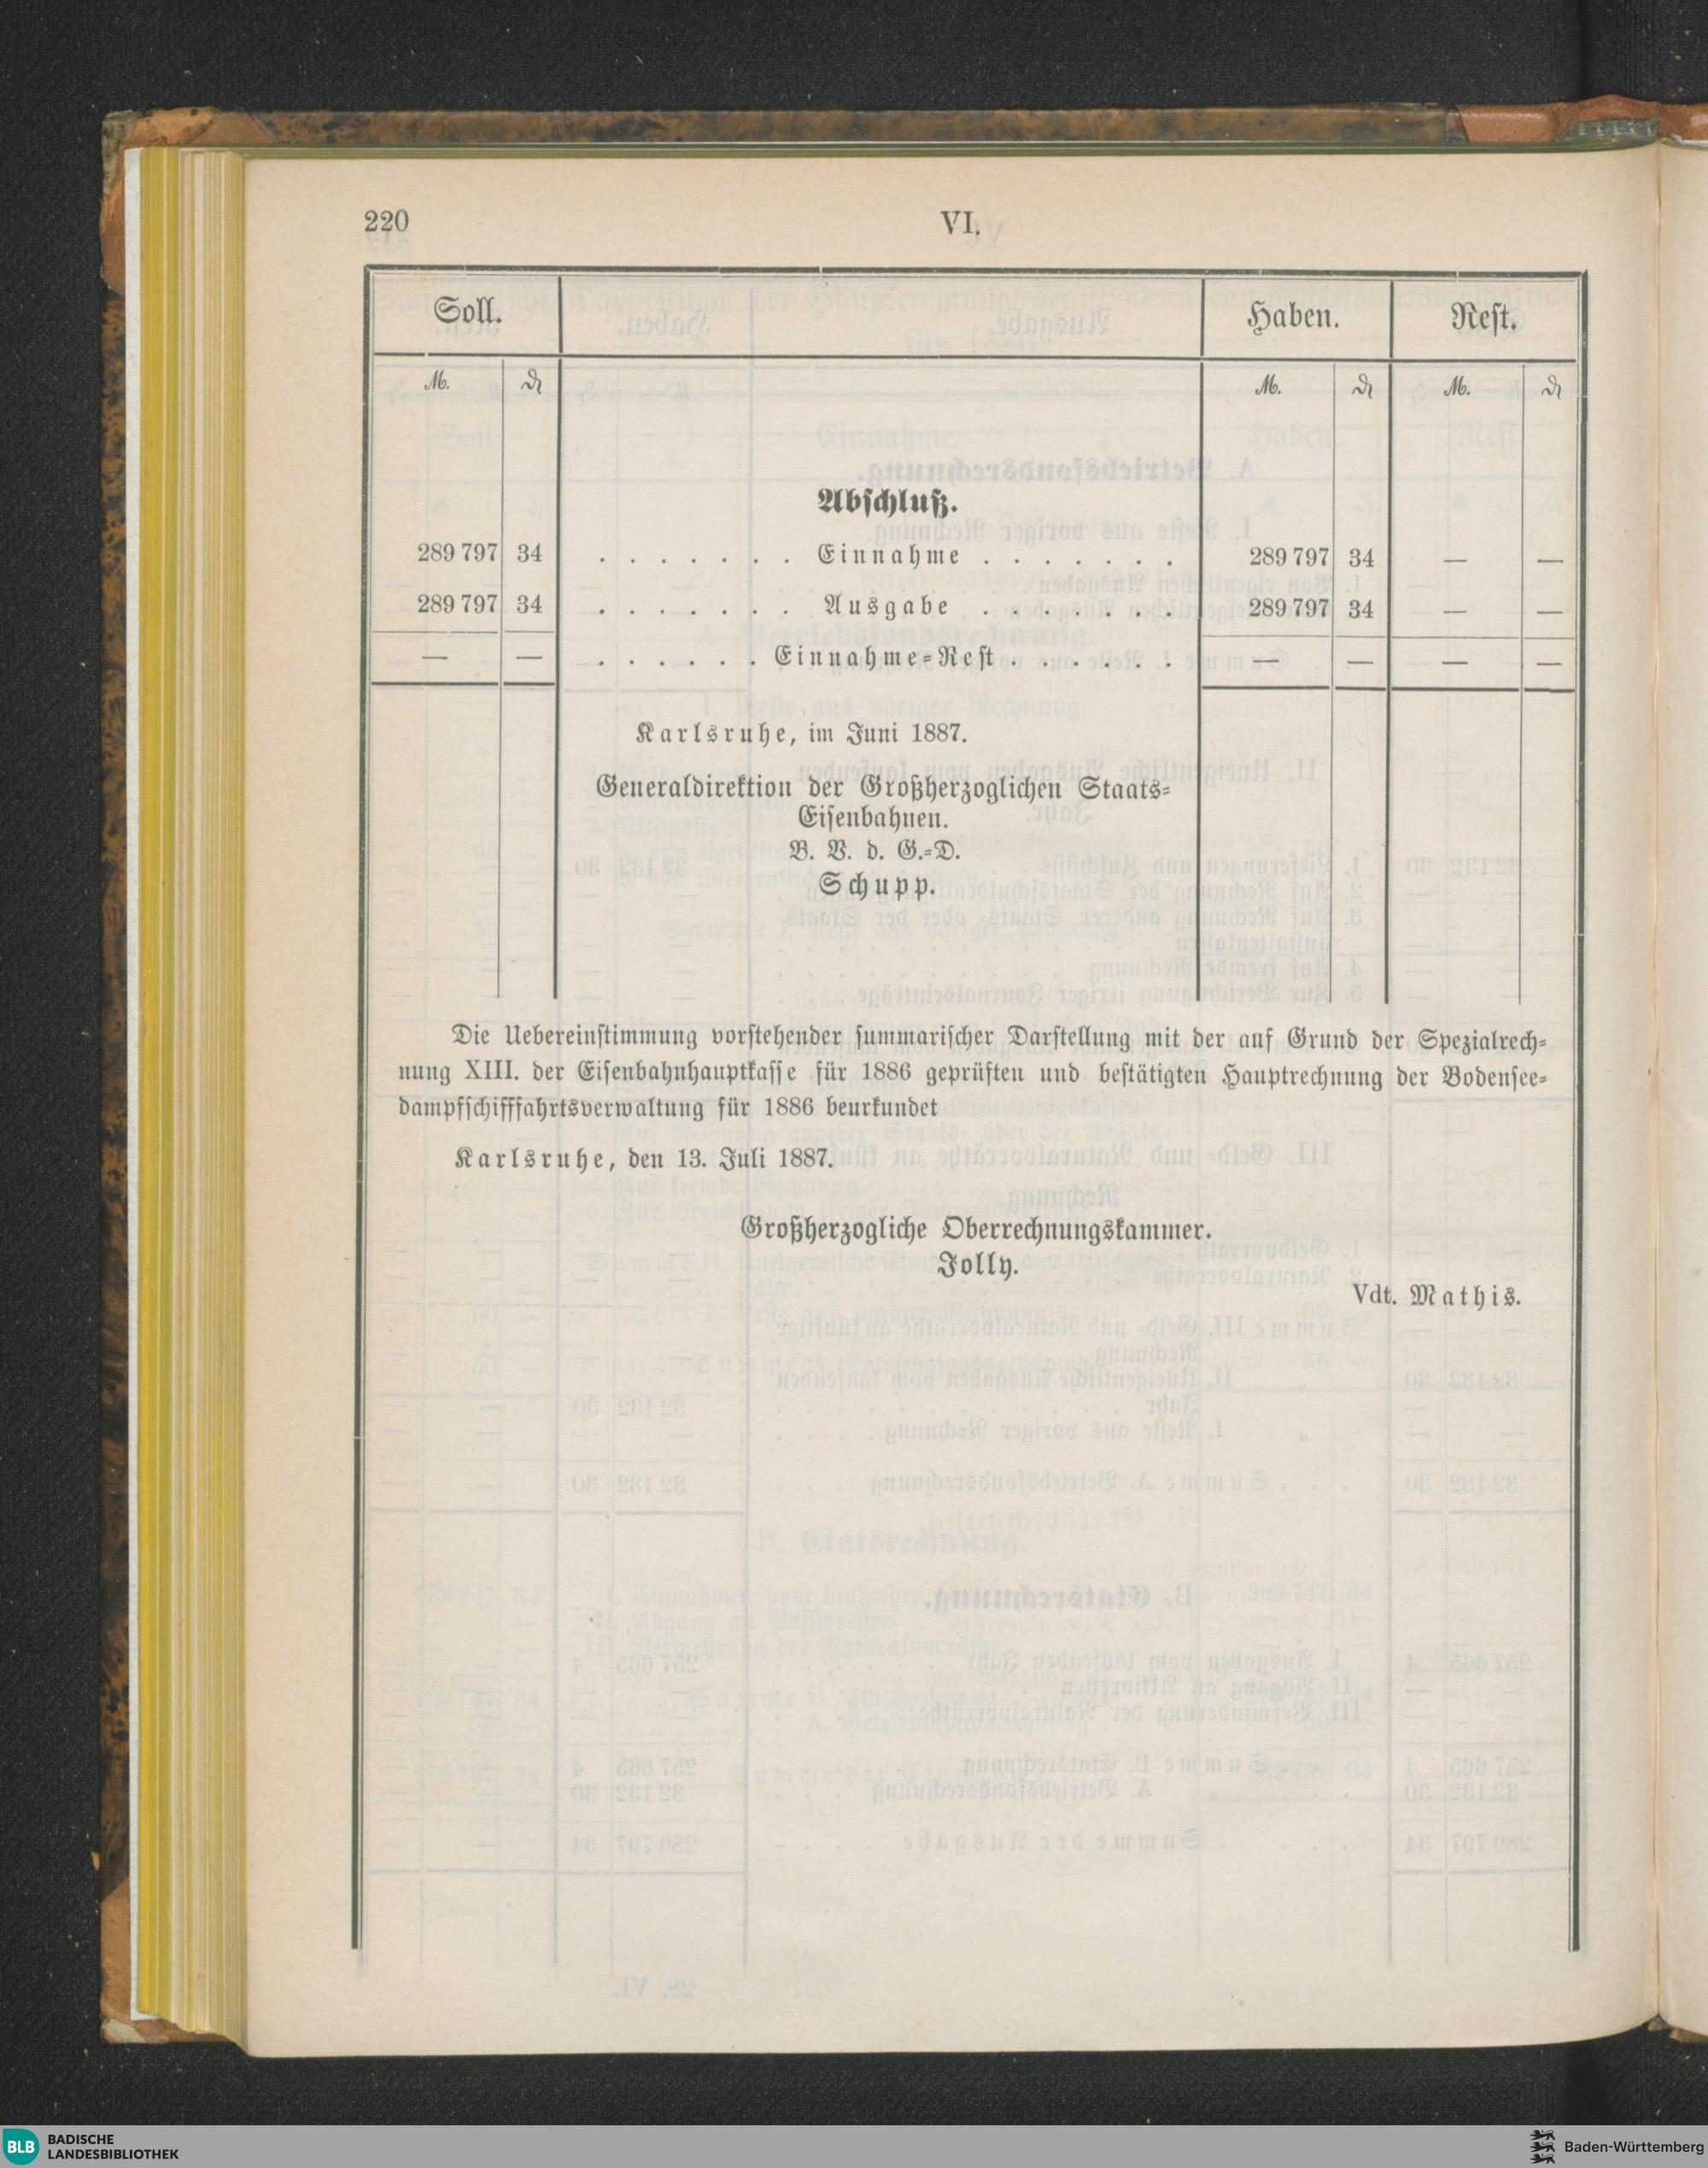 220
VI.
Soll. Haben. Rest.
M. ₰ M. ₰ M. ₰
Abschluß.
289 797 34 . . . . . . . Einnahme . . . . . . . 289 797 34 — —
289 797 34 . . . . . . . Ausgabe . . . . . . . 289 797 34 — —
— — . . . . . . Einnahme-Rest . . . . . . — — — —
Karlsruhe, im Juni 1887.
Generaldirektion der Großherzoglichen Staats-
Eisenbahnen.
B. V. d. G.-D.
Schupp.
Die Uebereinstimmung vorstehender summarischer Darstellung mit der auf Grund der Spezialrech-
nung XIII. der Eisenbahnhauptkasse für 1886 geprüften und bestätigten Hauptrechnung der Bodensee-
dampfschifffahrtsverwaltung für 1886 beurkundet
Karlsruhe, den 13. Juli 1887.
Großherzogliche Oberrechnungskammer.
Jolly.
Vdt. Mathis.
BLB BADISCHE
LANDESBIBLIOTHEK
Baden-Württemberg